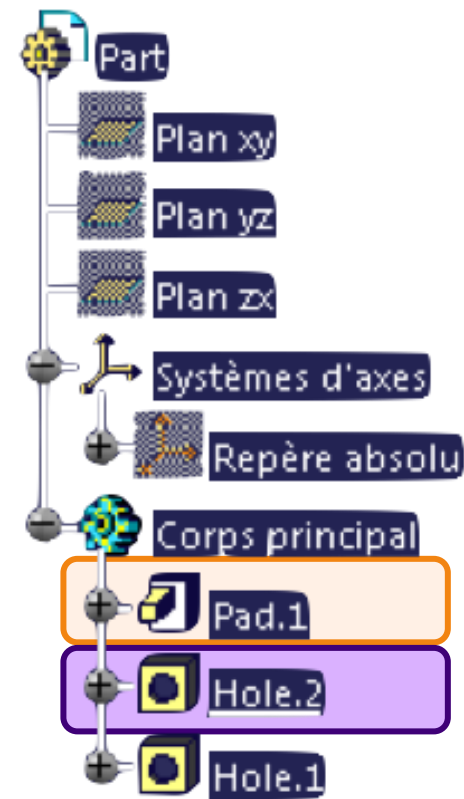 Part
Plan xy
Plan yz
Plan zx
Systèmes d'axes
Repère absolu
Corps principal
Pad.1
Hole.2
Hole.1